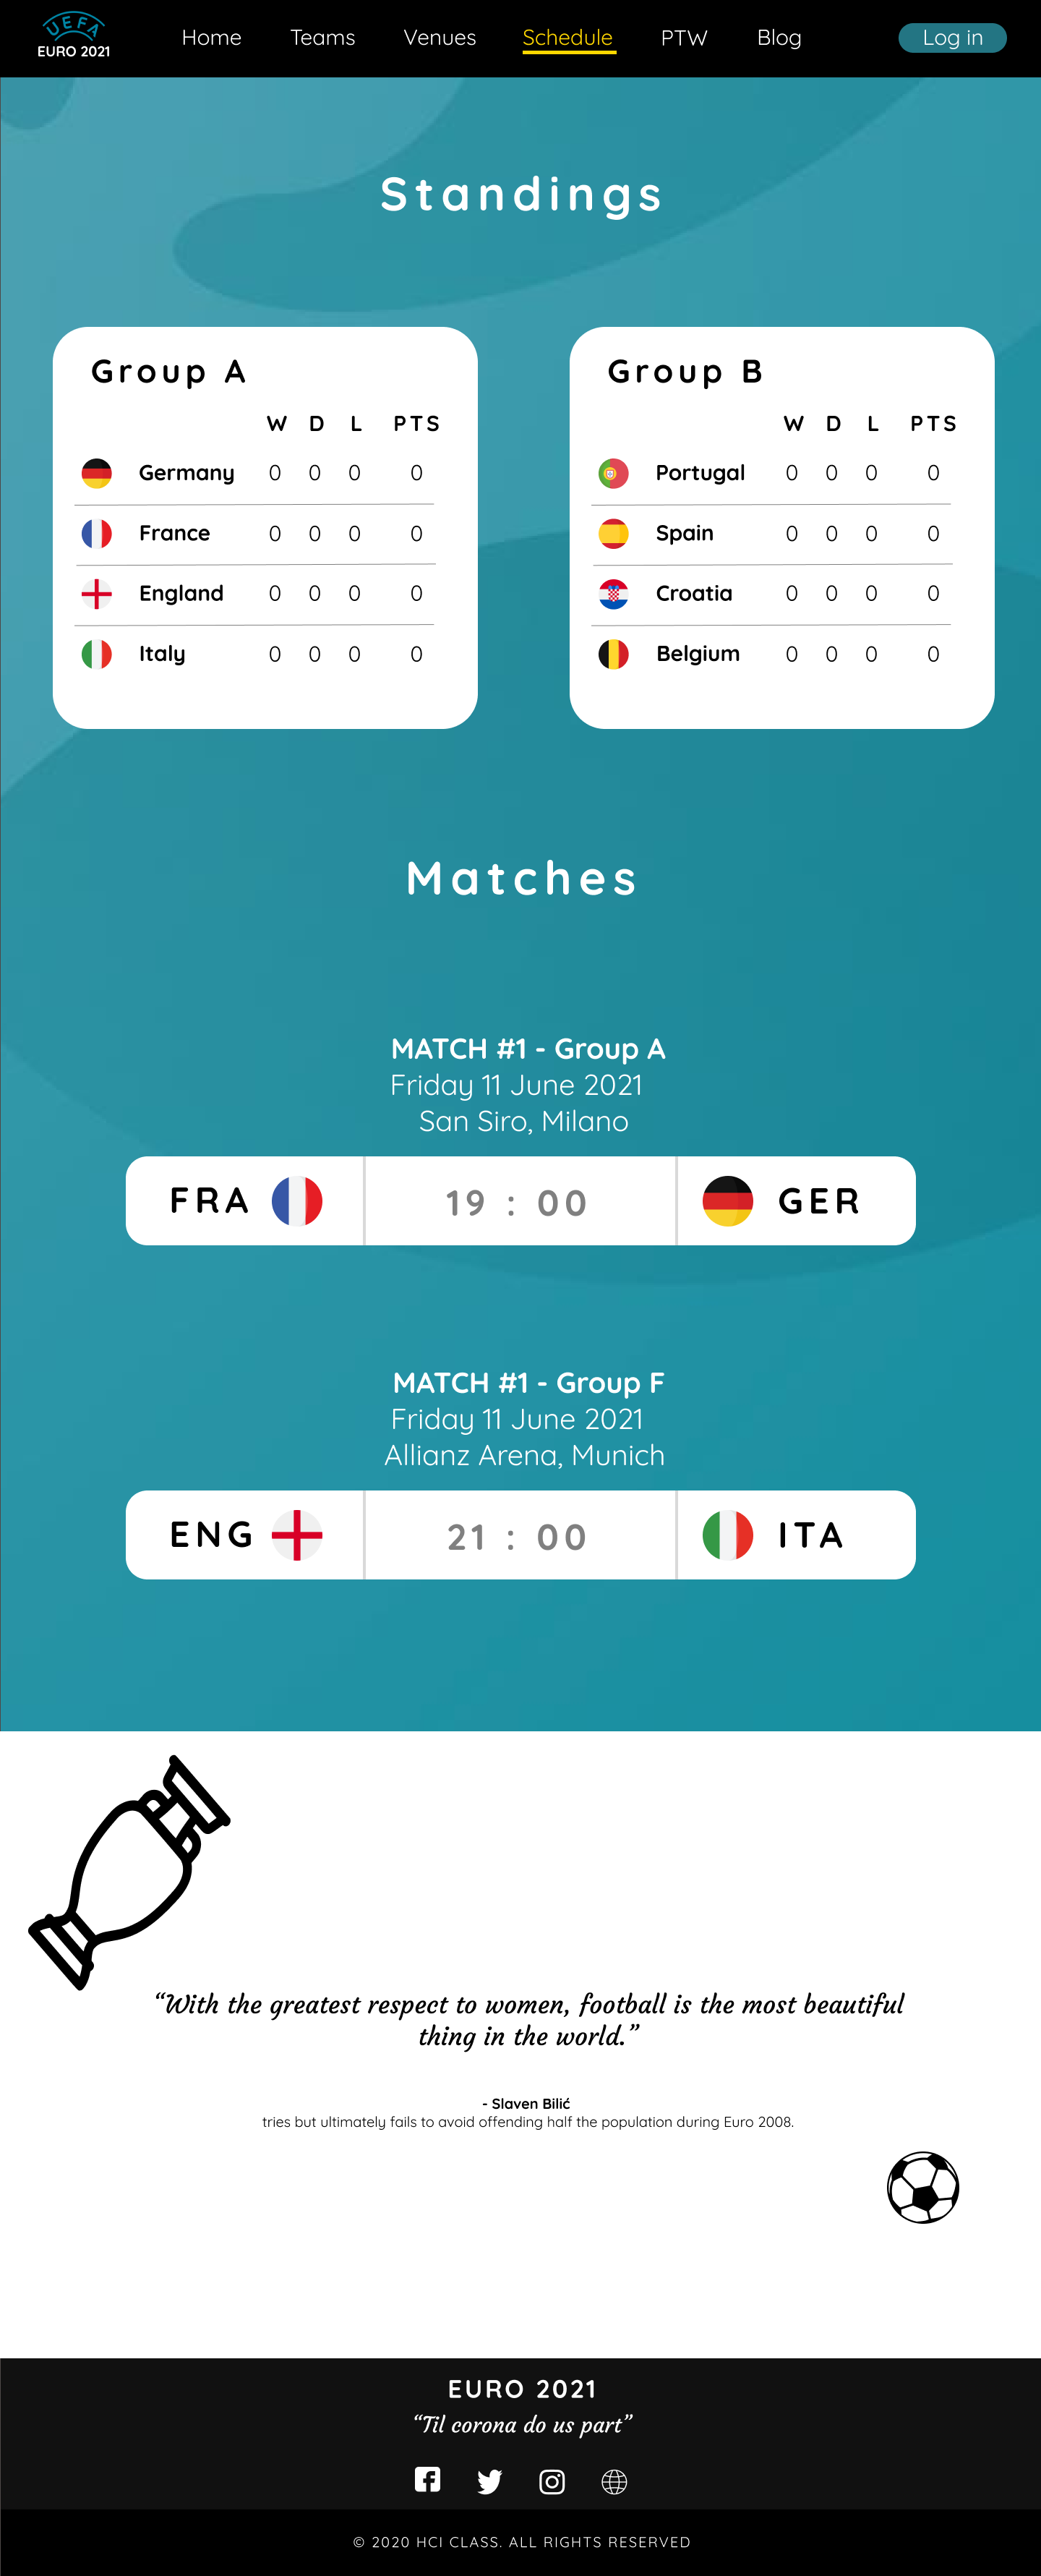 UEFA
EURO 2021
Home Teams Venues Schedule PTW Blog Log in
Standings
Group A
W D L PTS
Germany 0 0 0 0
France 0 0 0 0
England 0 0 0 0
Italy 0 0 0 0
Group B
W D L PTS
Portugal 0 0 0 0
Spain 0 0 0 0
Croatia 0 0 0 0
Belgium 0 0 0 0
Matches
MATCH #1 - Group A
Friday 11 June 2021
San Siro, Milano
FRA 19 : 00 GER
MATCH #1 - Group F
Friday 11 June 2021
Allianz Arena, Munich
ENG 21 : 00 ITA
“With the greatest respect to women, football is the most beautiful
thing in the world.”
- Slaven Bilić
tries but ultimately fails to avoid offending half the population during Euro 2008.
EURO 2021
“Til corona do us part”
© 2020 HCI CLASS. ALL RIGHTS RESERVED